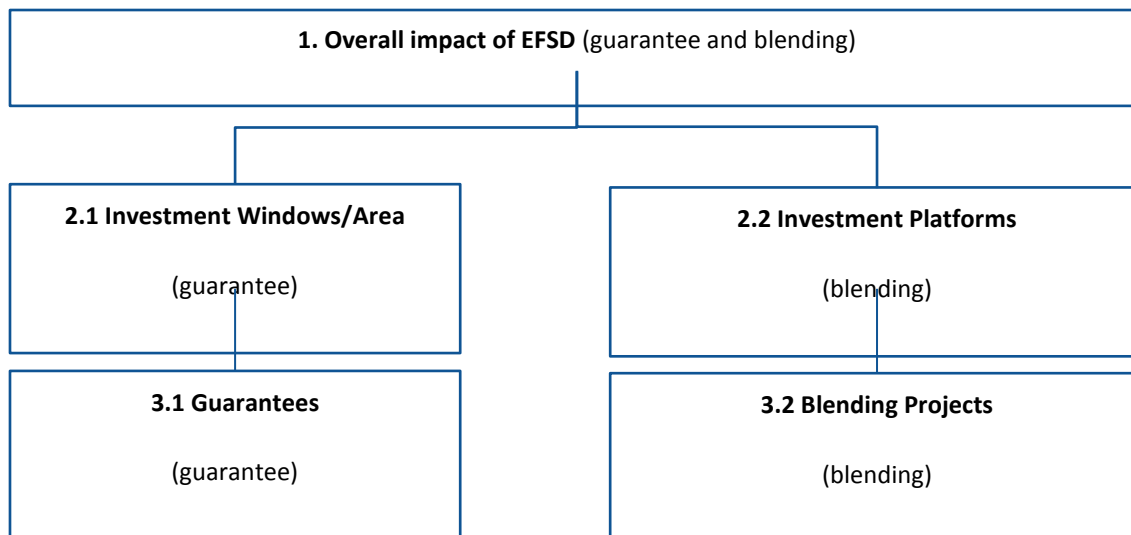 1. Overall impact of EFSD (guarantee and blending)
2.1 Investment Windows/Area
(guarantee)
2.2 Investment Platforms
(blending)
3.1 Guarantees
(guarantee)
3.2 Blending Projects
(blending)